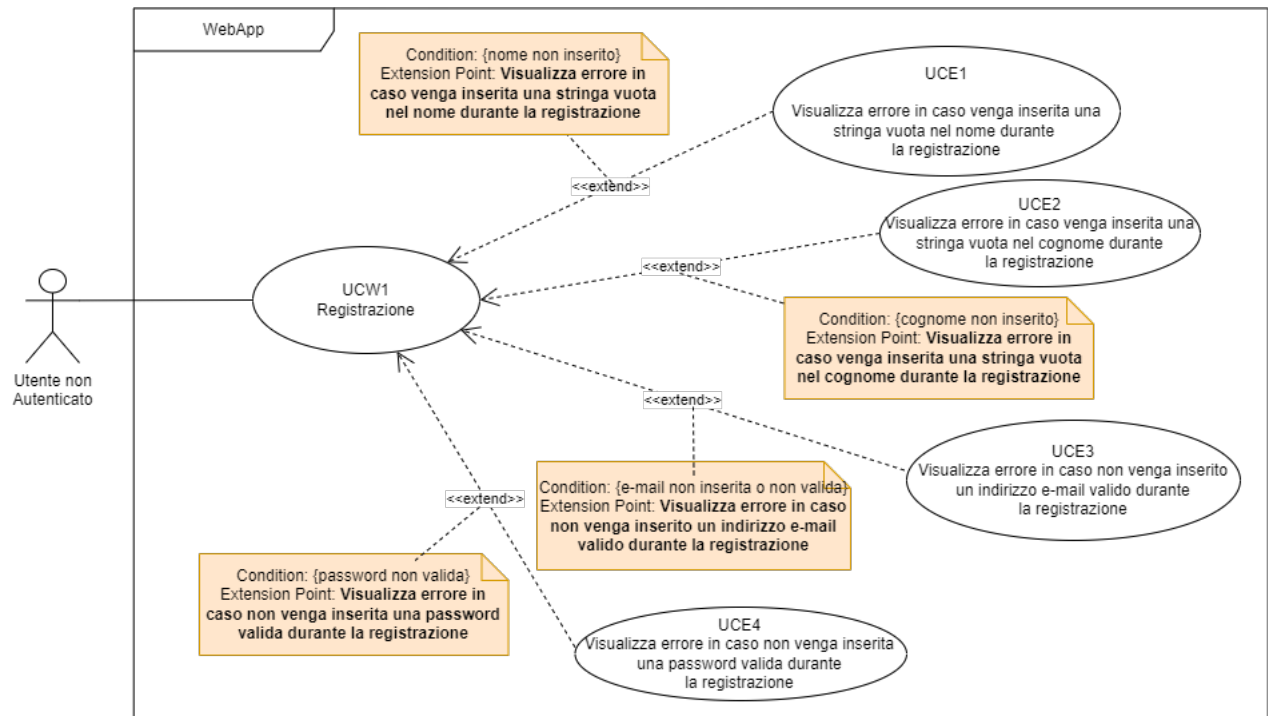 WebApp
Condition: {nome non inserito}
Extension Point: Visualizza errore in
caso venga inserita una stringa vuota
nel nome durante la registrazione
UCE1
Visualizza errore in caso venga inserita una
stringa vuota nel nome durante
la registrazione
<<extend>>
UCE2
Visualizza errore in caso venga inserita una
stringa vuota nel cognome durante
la registrazione
<<extend>>
UCW1
Registrazione
Condition: {cognome non inserito}
Extension Point: Visualizza errore in
caso venga inserita una stringa vuota
nel cognome durante la registrazione
Utente non
Autenticato
<<extend>>
UCE3
Visualizza errore in caso non venga inserito
un indirizzo e-mail valido durante
la registrazione
Condition: {e-mail non inserita o non valida}
Extension Point: Visualizza errore in caso
non venga inserito un indirizzo e-mail
valido durante la registrazione
<<extend>>
Condition: {password non valida}
Extension Point: Visualizza errore in
caso non venga inserita una password
valida durante la registrazione
UCE4
Visualizza errore in caso non venga inserita
una password valida durante
la registrazione